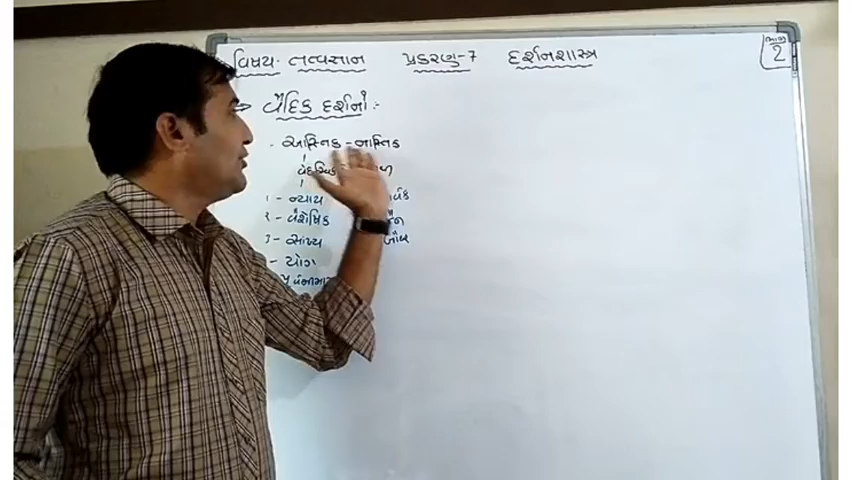 વિષય - તત્વજ્ઞાન પ્રકરણ-7 દર્શનશાસ્ત્ર
ભાગ 2
→ વૈદિક દર્શનો :-
- આસ્તિક - નાસ્તિક
૧ - ન્યાય
૨ - વૈશેષિક
૩ - સાંખ્ય
- યોગ